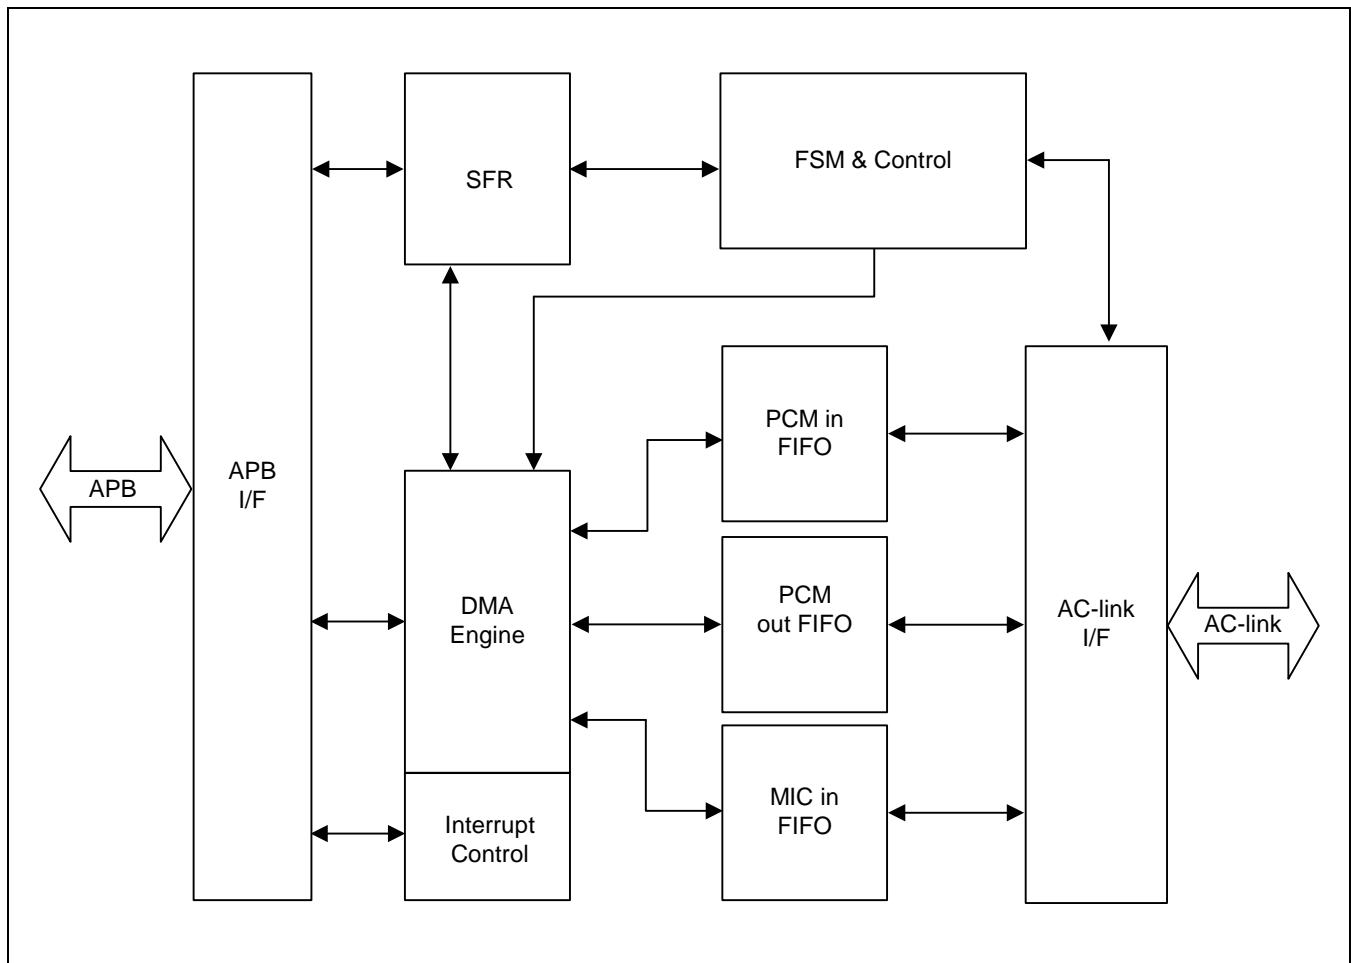 SFR
FSM & Control
APB
APB
I/F
PCM in
FIFO
DMA
Engine
PCM
out FIFO
AC-link
I/F
AC-link
MIC in
FIFO
Interrupt
Control